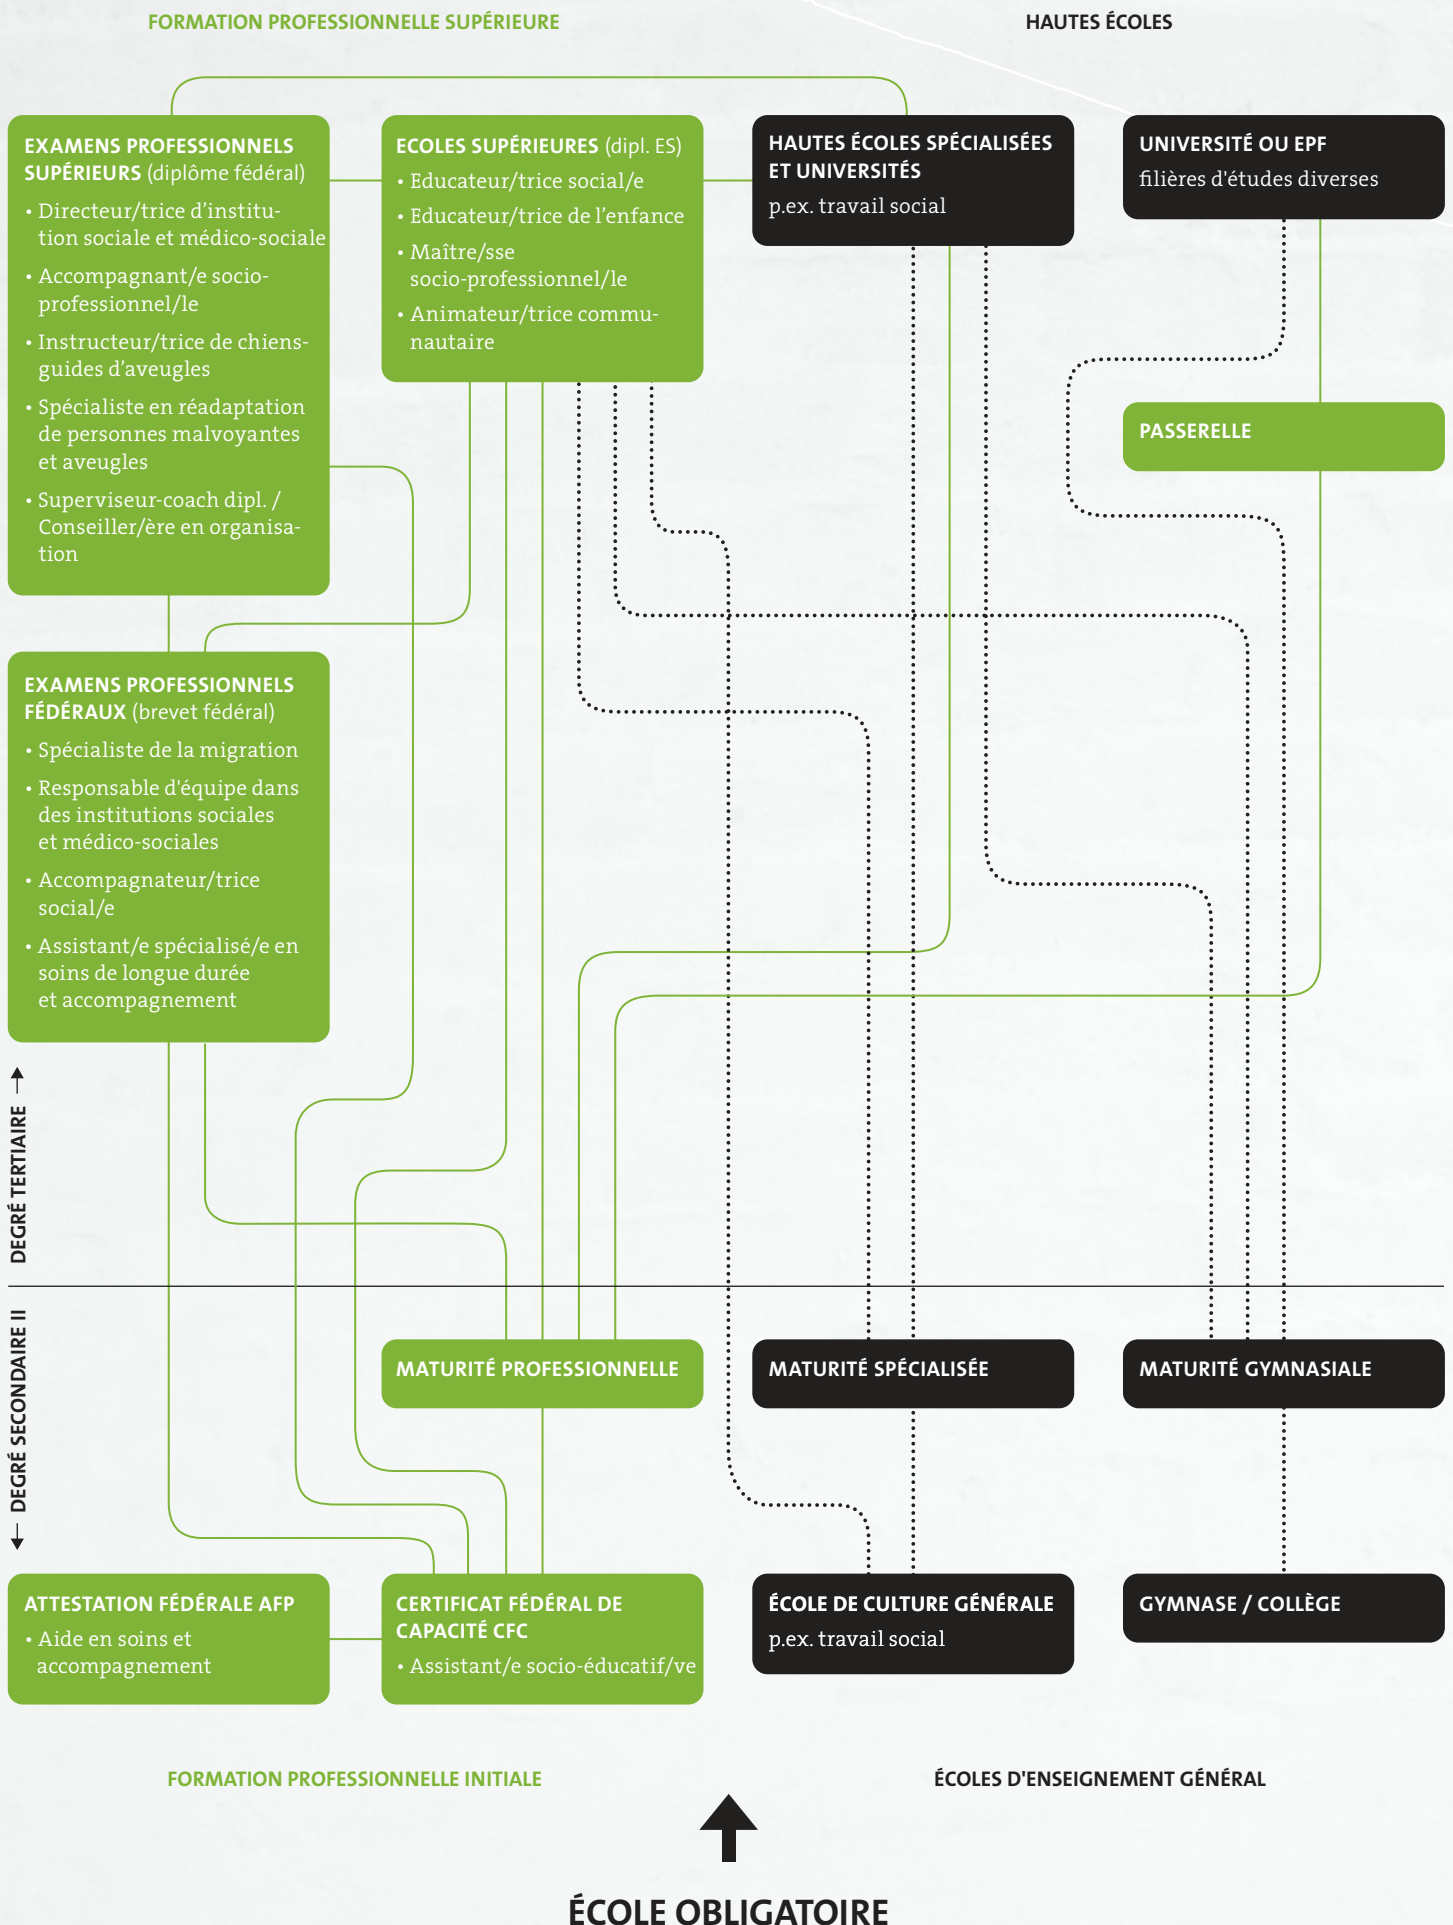 FORMATION PROFESSIONNELLE SUPÉRIEURE
HAUTES ÉCOLES
EXAMENS PROFESSIONNELS
SUPÉRIEURS (diplôme fédéral)
• Directeur/trice d’institu-
tion sociale et médico-sociale
• Accompagnant/e socio-
professionnel/le
• Instructeur/trice de chiens-
guides d’aveugles
• Spécialiste en réadaptation
de personnes malvoyantes
et aveugles
• Superviseur-coach dipl. /
Conseiller/ère en organisa-
tion
ECOLES SUPÉRIEURES (dipl. ES)
• Educateur/trice social/e
• Educateur/trice de l’enfance
• Maître/sse
socio-professionnel/le
• Animateur/trice commu-
nautaire
HAUTES ÉCOLES SPÉCIALISÉES
ET UNIVERSITÉS
p.ex. travail social
UNIVERSITÉ OU EPF
filières d'études diverses
PASSERELLE
EXAMENS PROFESSIONNELS
FÉDÉRAUX (brevet fédéral)
• Spécialiste de la migration
• Responsable d'équipe dans
des institutions sociales
et médico-sociales
• Accompagnateur/trice
social/e
• Assistant/e spécialisé/e en
soins de longue durée
et accompagnement
DEGRÉ TERTIAIRE
DEGRÉ SECONDAIRE II
MATURITÉ PROFESSIONNELLE
MATURITÉ SPÉCIALISÉE
MATURITÉ GYMNASIALE
ATTESTATION FÉDÉRALE AFP
• Aide en soins et
accompagnement
CERTIFICAT FÉDÉRAL DE
CAPACITÉ CFC
• Assistant/e socio-éducatif/ve
ÉCOLE DE CULTURE GÉNÉRALE
p.ex. travail social
GYMNASE / COLLÈGE
FORMATION PROFESSIONNELLE INITIALE
ÉCOLES D'ENSEIGNEMENT GÉNÉRAL
ÉCOLE OBLIGATOIRE